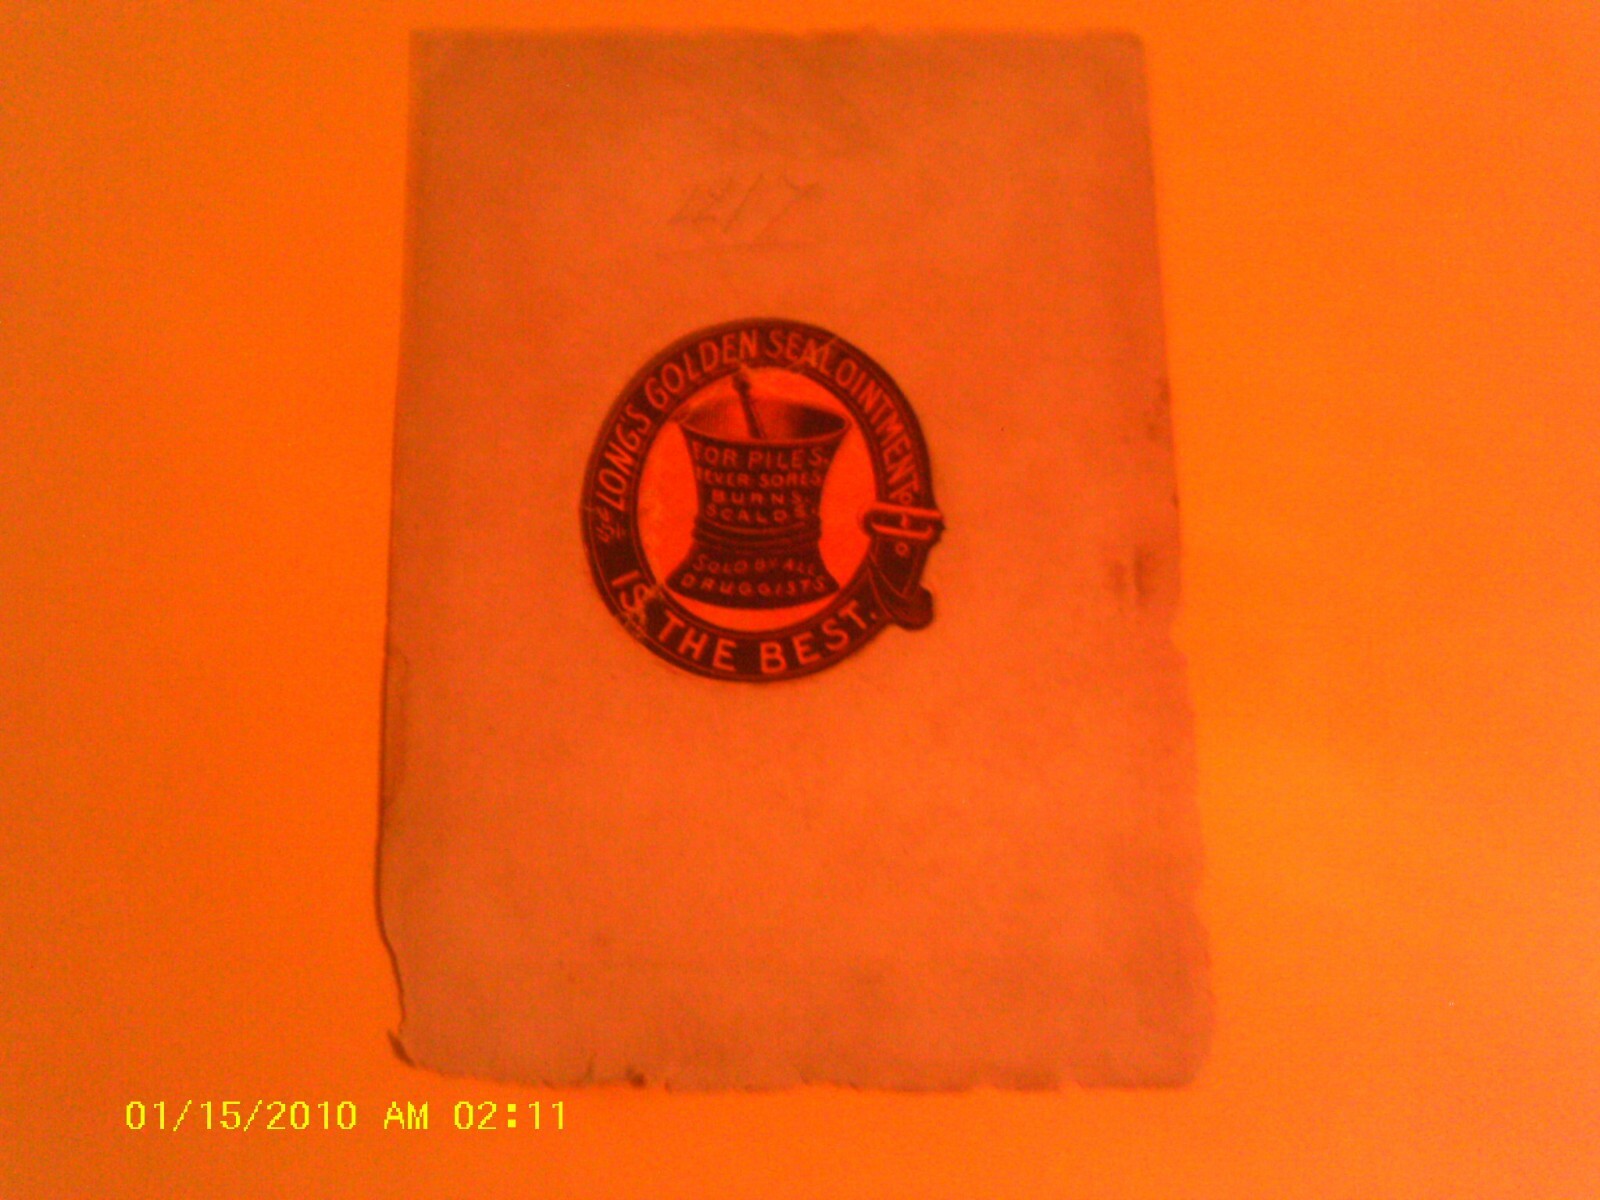 LONG'S GOLDEN SEAL OINTMENT
FOR PILES.
FEVER SORES
BURNS.
SCALDS.
SOLD BY ALL
DRUGGISTS
IS THE BEST.
01/15/2010 AM 02:11